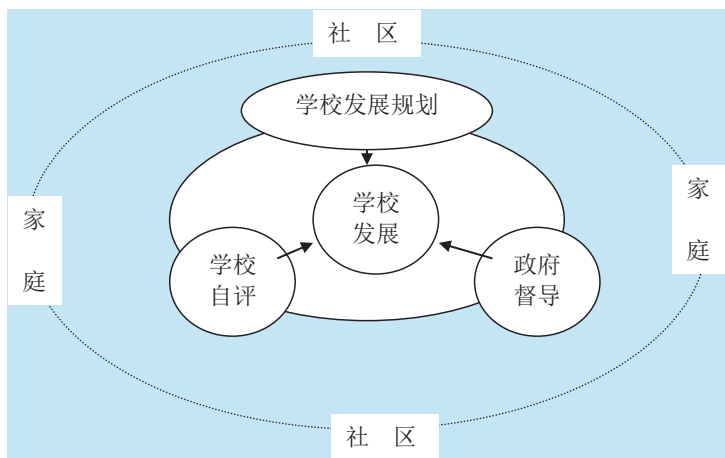 社 区
学校发展规划
家
庭
学校
发展
家
庭
学校
自评
政府
督导
社 区